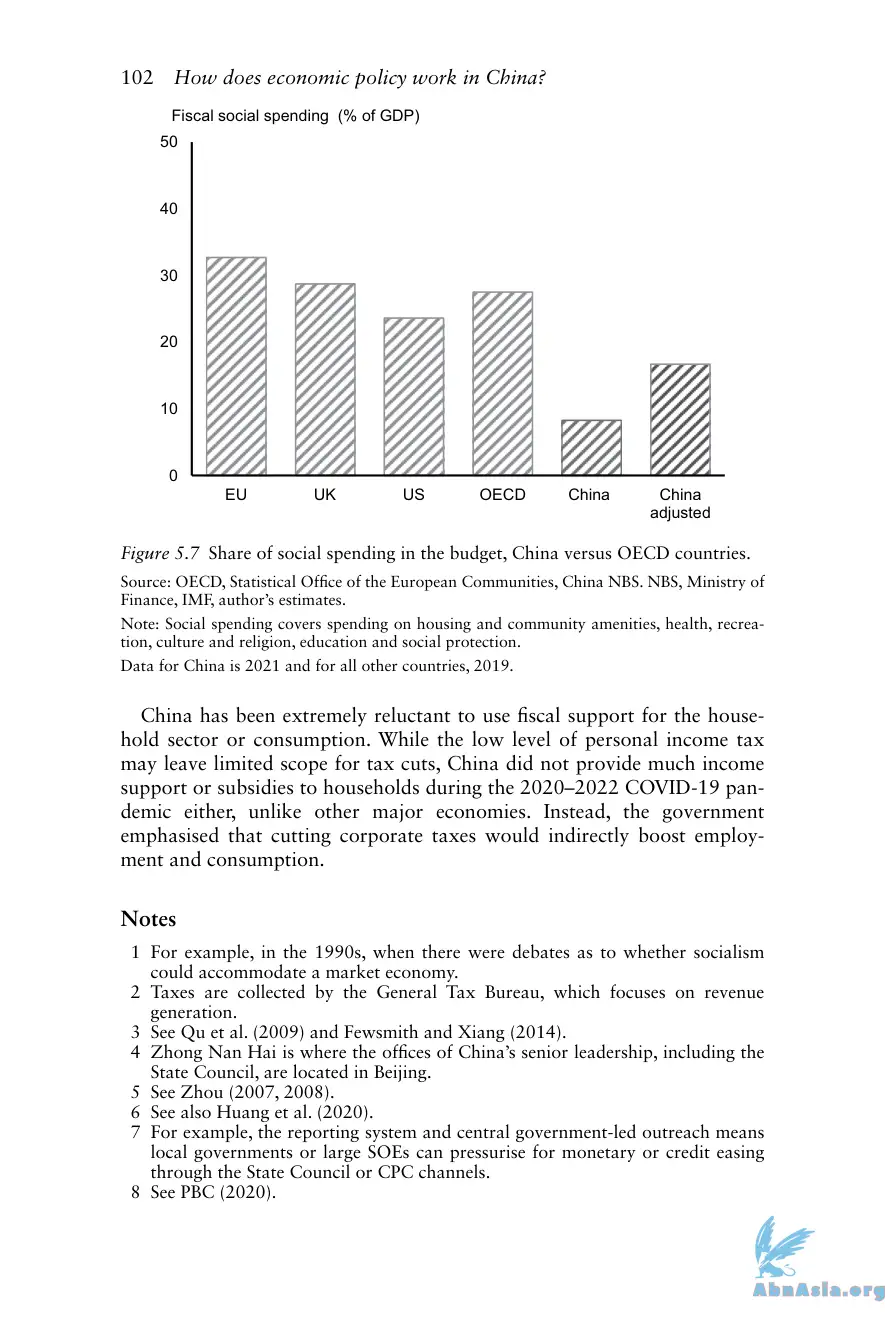 102 How does economic policy work in China?
Fiscal social spending (% of GDP)
50
40
30
20
10
0
EU UK US OECD China China
adjusted
Figure 5.7 Share of social spending in the budget, China versus OECD countries.
Source: OECD, Statistical Office of the European Communities, China NBS. NBS, Ministry of
Finance, IMF, author’s estimates.
Note: Social spending covers spending on housing and community amenities, health, recrea-
tion, culture and religion, education and social protection.
Data for China is 2021 and for all other countries, 2019.
China has been extremely reluctant to use fiscal support for the house-
hold sector or consumption. While the low level of personal income tax
may leave limited scope for tax cuts, China did not provide much income
support or subsidies to households during the 2020–2022 COVID-19 pan-
demic either, unlike other major economies. Instead, the government
emphasised that cutting corporate taxes would indirectly boost employ-
ment and consumption.
Notes
1 For example, in the 1990s, when there were debates as to whether socialism
could accommodate a market economy.
2 Taxes are collected by the General Tax Bureau, which focuses on revenue
generation.
3 See Qu et al. (2009) and Fewsmith and Xiang (2014).
4 Zhong Nan Hai is where the offices of China’s senior leadership, including the
State Council, are located in Beijing.
5 See Zhou (2007, 2008).
6 See also Huang et al. (2020).
7 For example, the reporting system and central government-led outreach means
local governments or large SOEs can pressurise for monetary or credit easing
through the State Council or CPC channels.
8 See PBC (2020).
AbnAsia.org